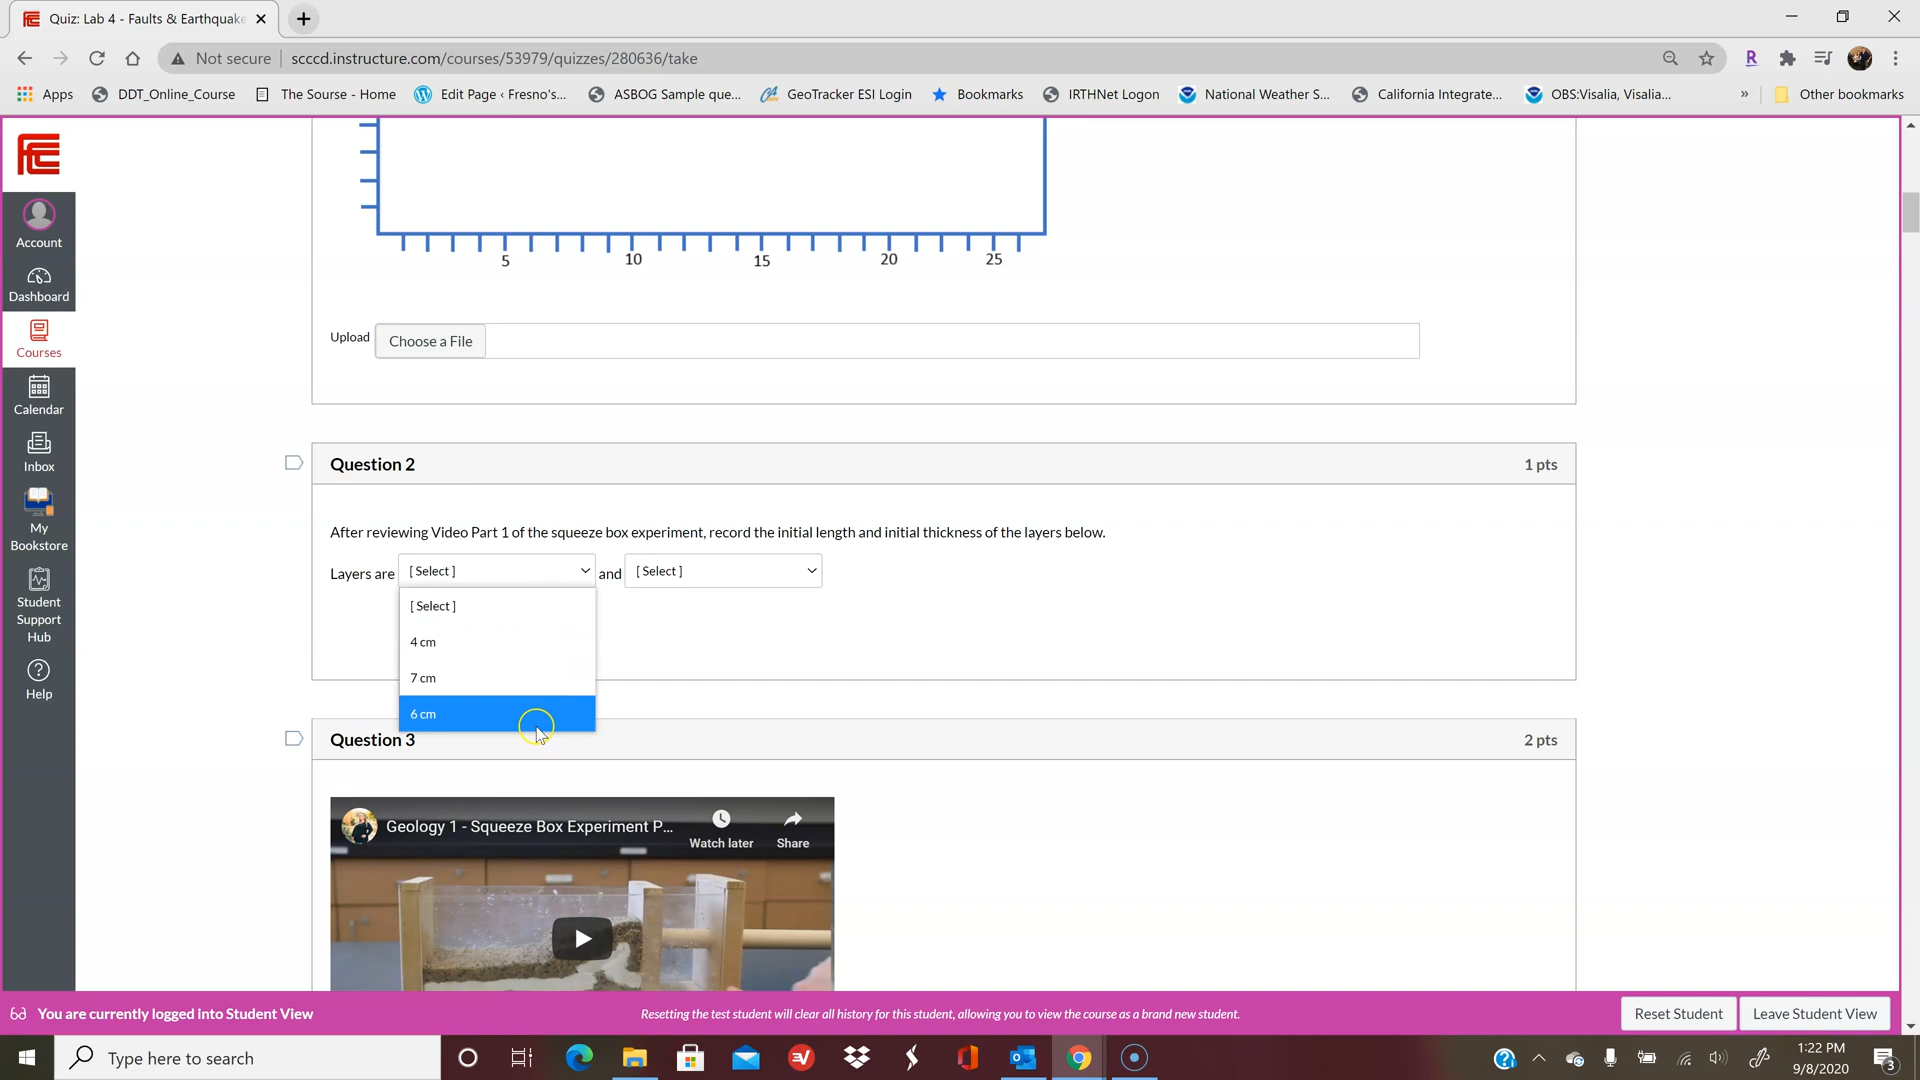 Quiz: Lab 4 - Faults & Earthquake
Not secure
scccd.instructure.com/courses/53979/quizzes/280636/take
R
Apps
DDT_Online_Course
The Sourse - Home
Edit Page ‹ Fresno's...
ASBOG Sample que...
GeoTracker ESI Login
Bookmarks
IRTHNet Logon
National Weather S...
California Integrate...
OBS:Visalia, Visalia...
»
Other bookmarks
FCC
Account
Dashboard
Courses
Calendar
Inbox
My
Bookstore
Student
Support
Hub
Help
5 10 15 20 25
Upload Choose a File
Question 2 1 pts
After reviewing Video Part 1 of the squeeze box experiment, record the initial length and initial thickness of the layers below.
Layers are [ Select ] and [ Select ]
[ Select ]
4 cm
7 cm
6 cm
Question 3 2 pts
Geology 1 - Squeeze Box Experiment P...
Watch later
Share
You are currently logged into Student View
Resetting the test student will clear all history for this student, allowing you to view the course as a brand new student.
Reset Student
Leave Student View
Type here to search
1:22 PM
9/8/2020
3